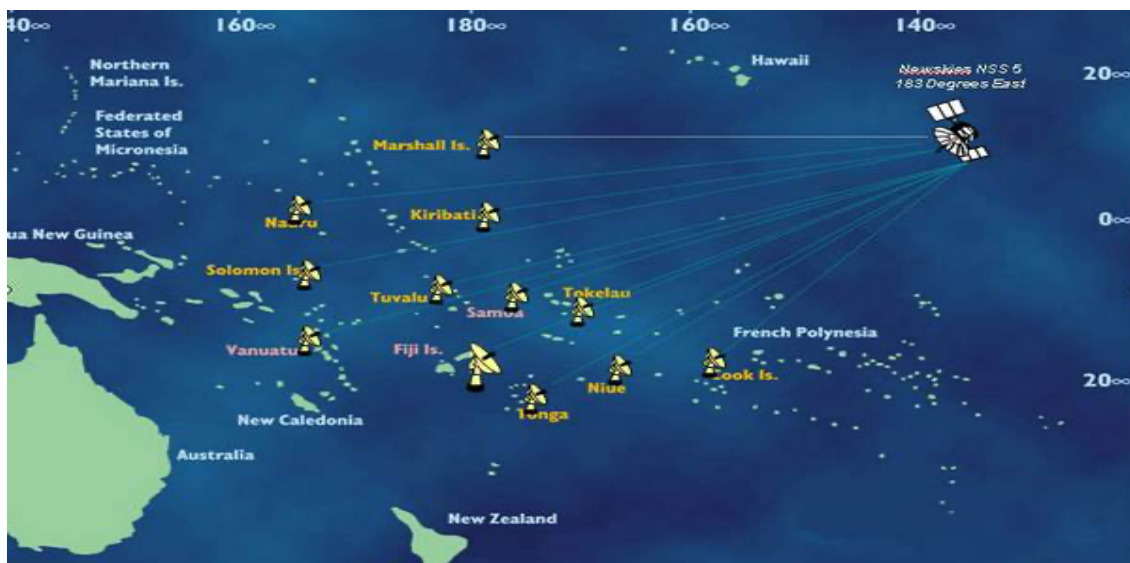 40∞
160∞
180∞
160∞
140∞
Northern
Mariana Is.
Hawaii
20∞
Newskies NSS 5
183 Degrees East
Federated
States of
Micronesia
Marshall Is.
Nauru
Kiribati
0∞
ua New Guinea
Solomon Is
Tuvalu
Samoa
Tokelau
Vanuatu
Fiji Is.
French Polynesia
Niue
Cook Is.
20∞
Tonga
New Caledonia
Australia
New Zealand